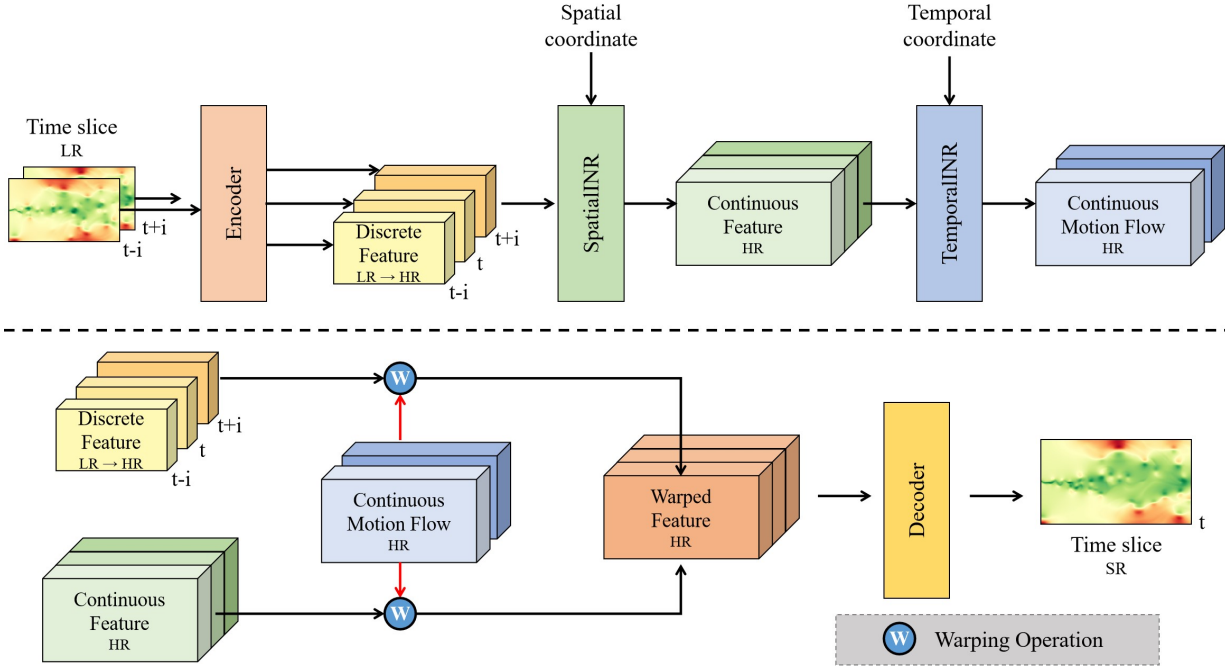 Spatial
coordinate
Temporal
coordinate
Time slice
LR
t+i
t-i
Encoder
Discrete
Feature
LR → HR
t+i
t
t-i
SpatialINR
Continuous
Feature
HR
TemporalINR
Continuous
Motion Flow
HR
Discrete
Feature
LR → HR
t+i
t
t-i
W
Continuous
Motion Flow
HR
W
Continuous
Feature
HR
Warped
Feature
HR
Decoder
t
Time slice
SR
W Warping Operation